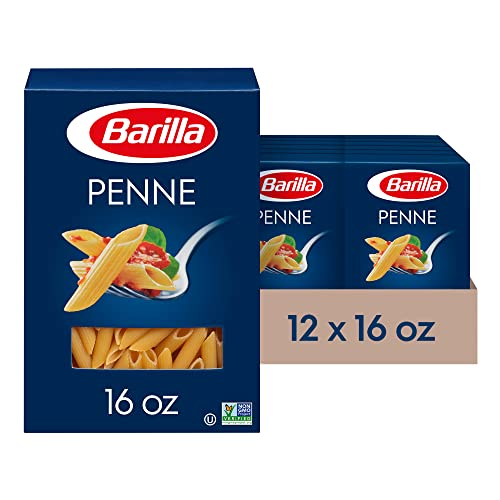 Barilla
PENNE
16 oz
U
NON
GMO
Project
VERIFIED
Barilla
PENNE
Barilla
PENNE
12 x 16 oz